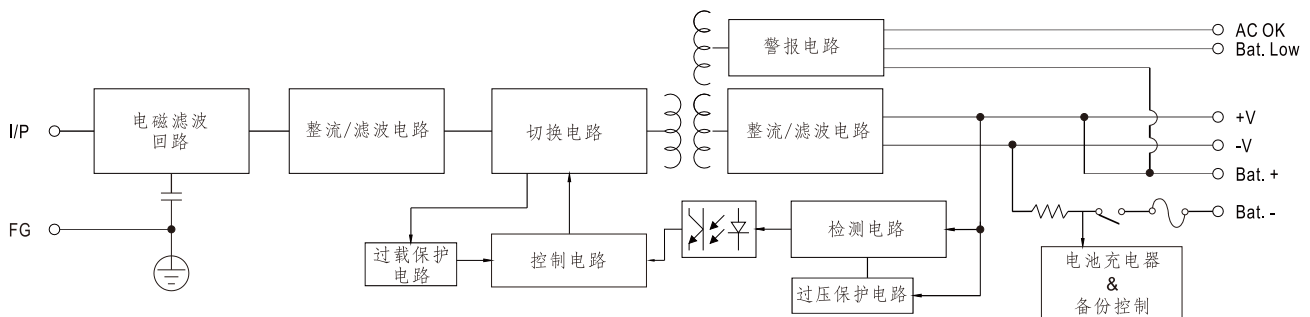 AC OK
警报电路
Bat. Low
I/P
电磁滤波
回路
整流/滤波电路
切换电路
整流/滤波电路
+V
-V
Bat. +
FG
过载保护
电路
控制电路
检测电路
过压保护电路
Bat. -
电池充电器
&
备份控制